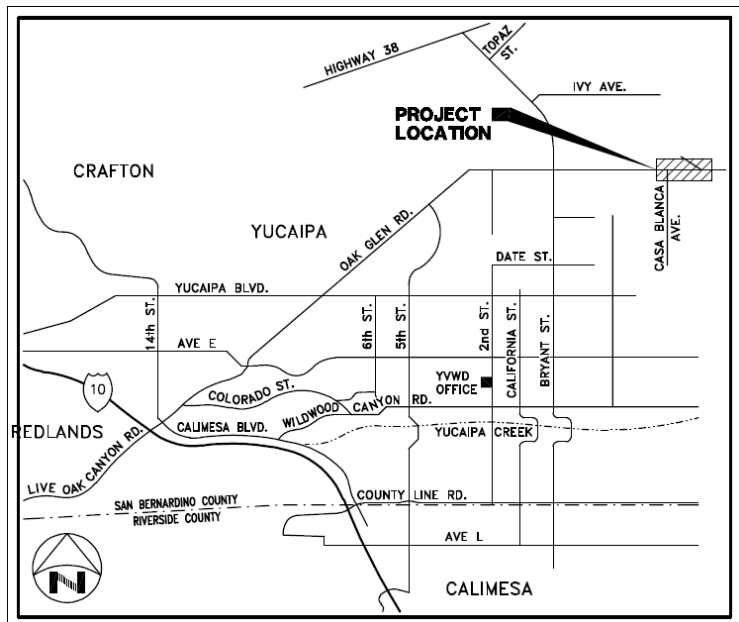 HIGHWAY 38
TOPAZ
ST.
IVY AVE.
PROJECT
LOCATION
CRAFTON
YUCAIPA
OAK GLEN RD.
CASA BLANCA
AVE.
DATE ST.
YUCAIPA BLVD.
14th ST.
6th ST.
5th ST.
2nd ST.
CALIFORNIA ST.
BRYANT ST.
AVE E
10
COLORADO ST.
YVWD
OFFICE
WILDWOOD CANYON RD.
REDLANDS
CALIMESA BLVD.
YUCAIPA CREEK
LIVE OAK CANYON RD.
SAN BERNARDINO COUNTY
RIVERSIDE COUNTY
COUNTY LINE RD.
AVE L
N
CALIMESA